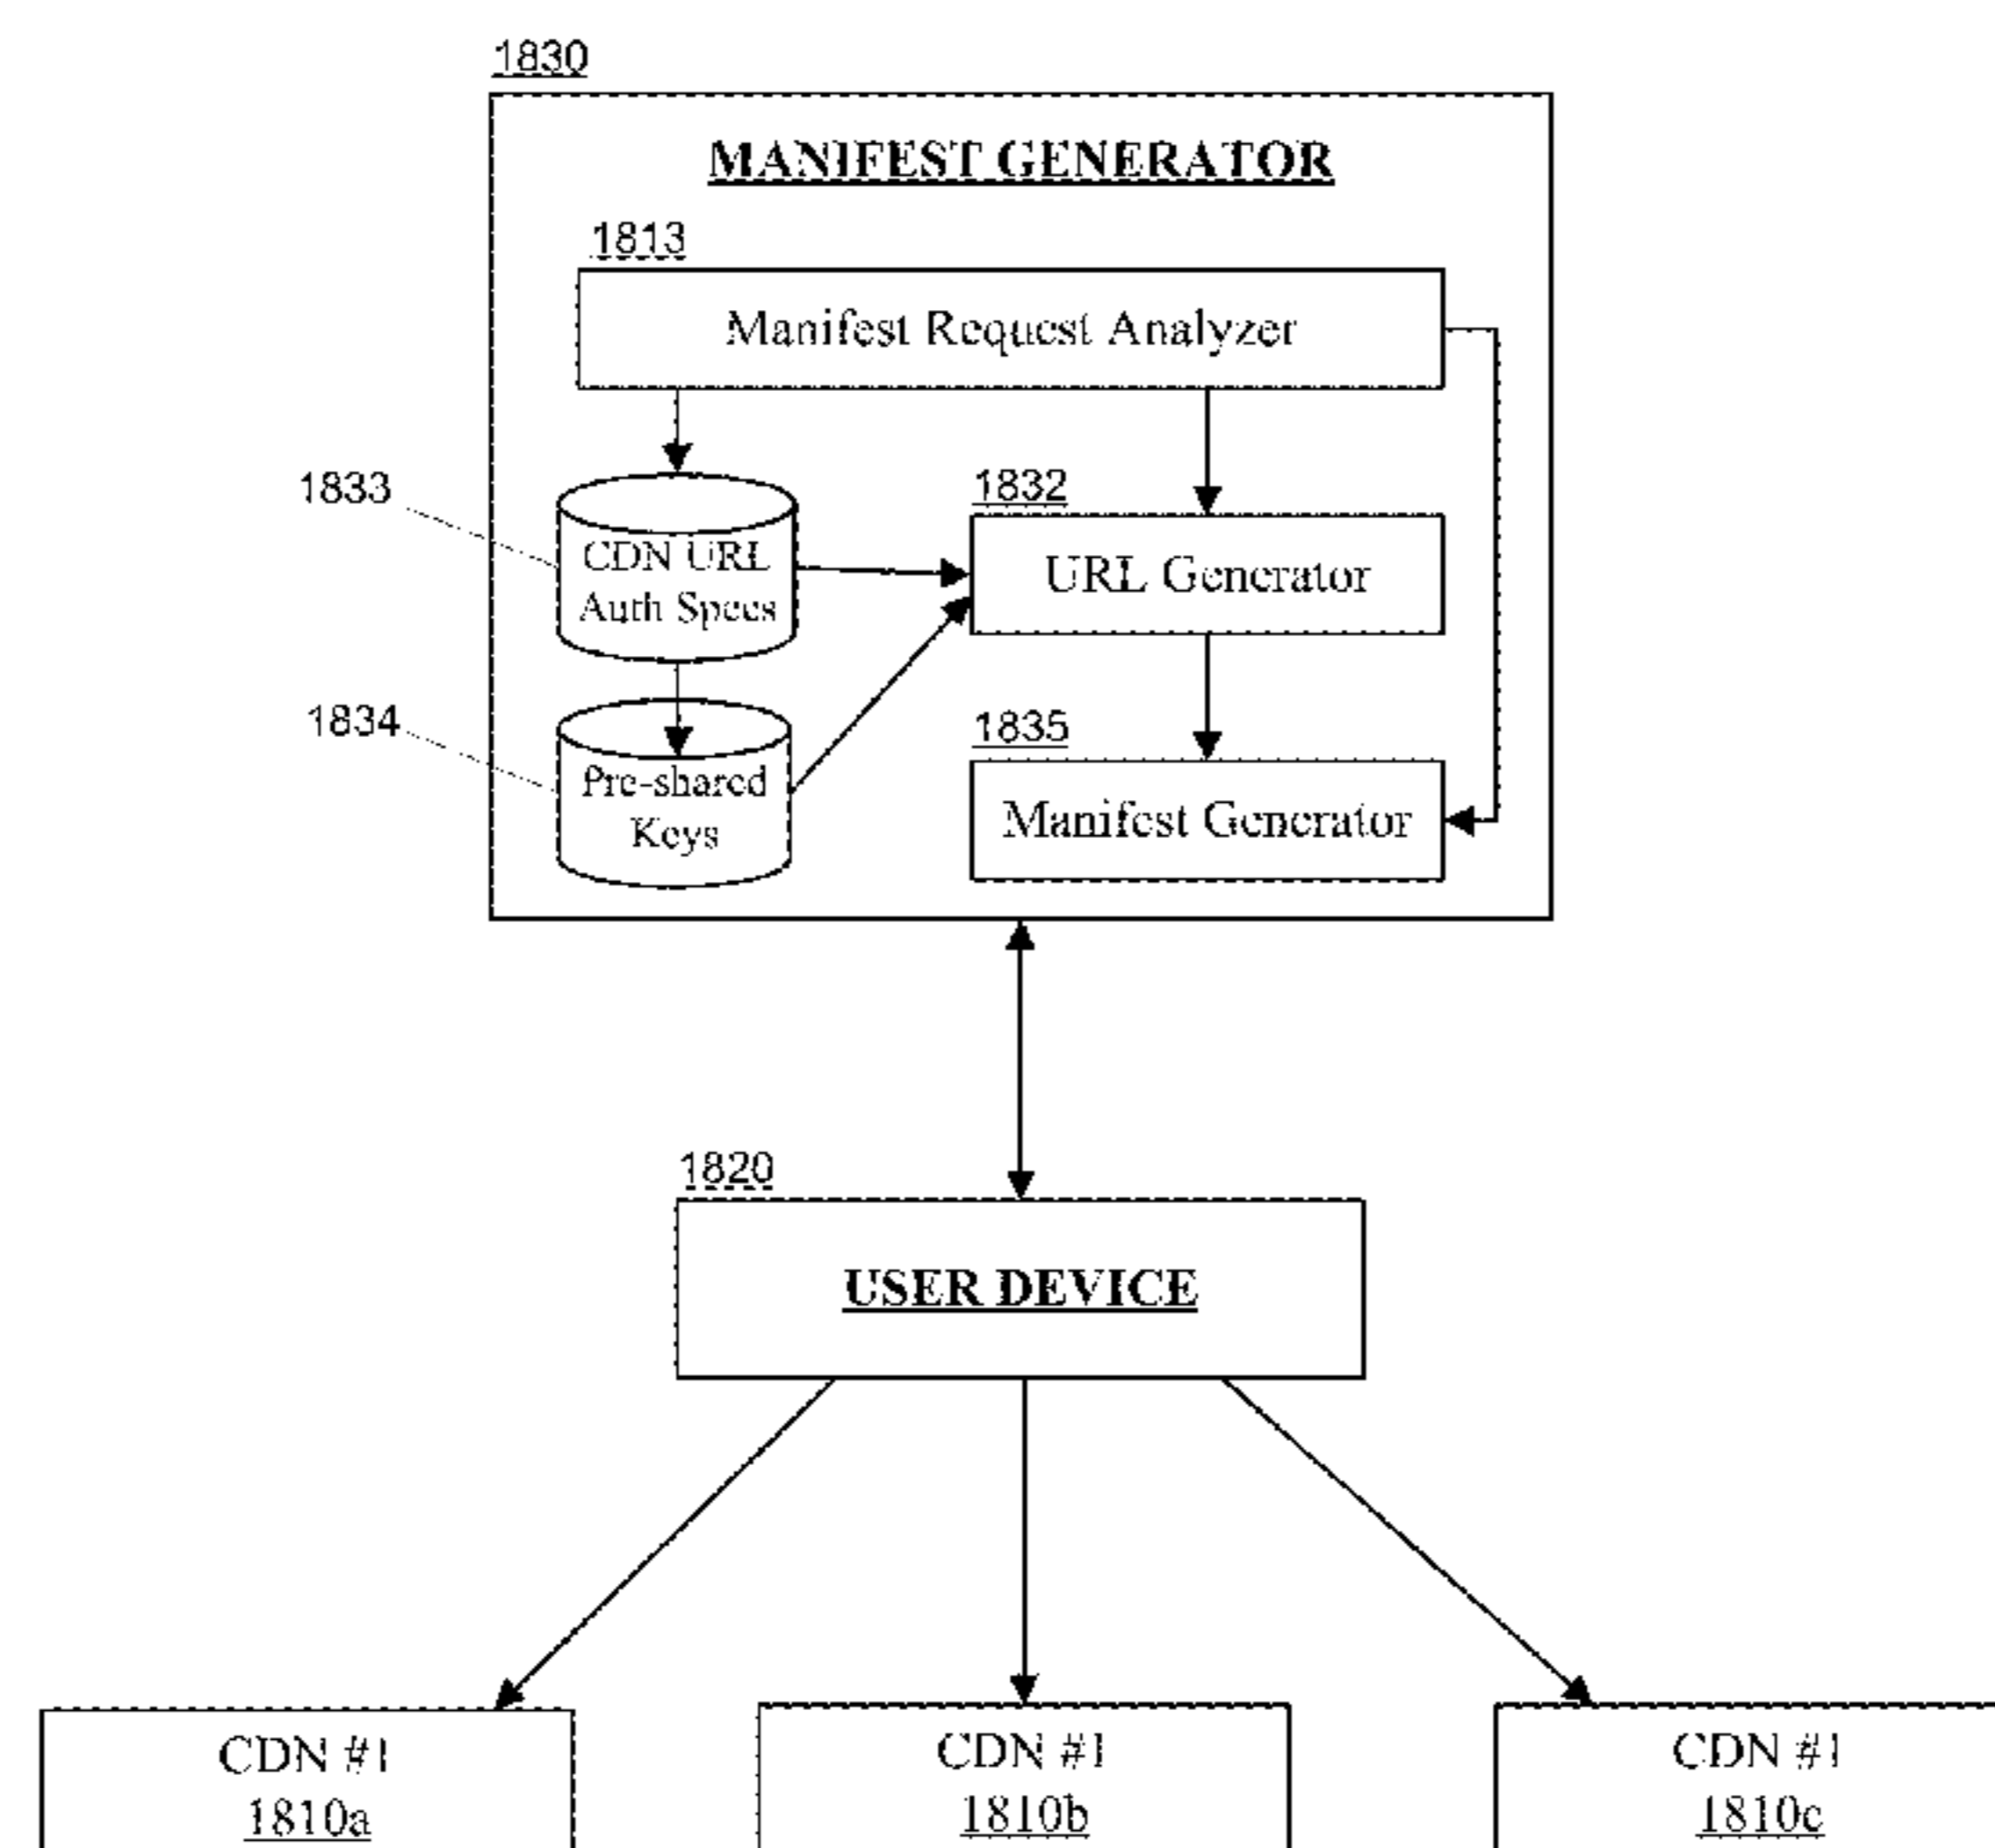 1830
MANIFEST GENERATOR
1813
Manifest Request Analyzer
1833
CDN URL
Auth Specs
1832
URL Generator
1834
Pre-shared
Keys
1835
Manifest Generator
1820
USER DEVICE
CDN #1
1810a
CDN #1
1810b
CDN #1
1810c